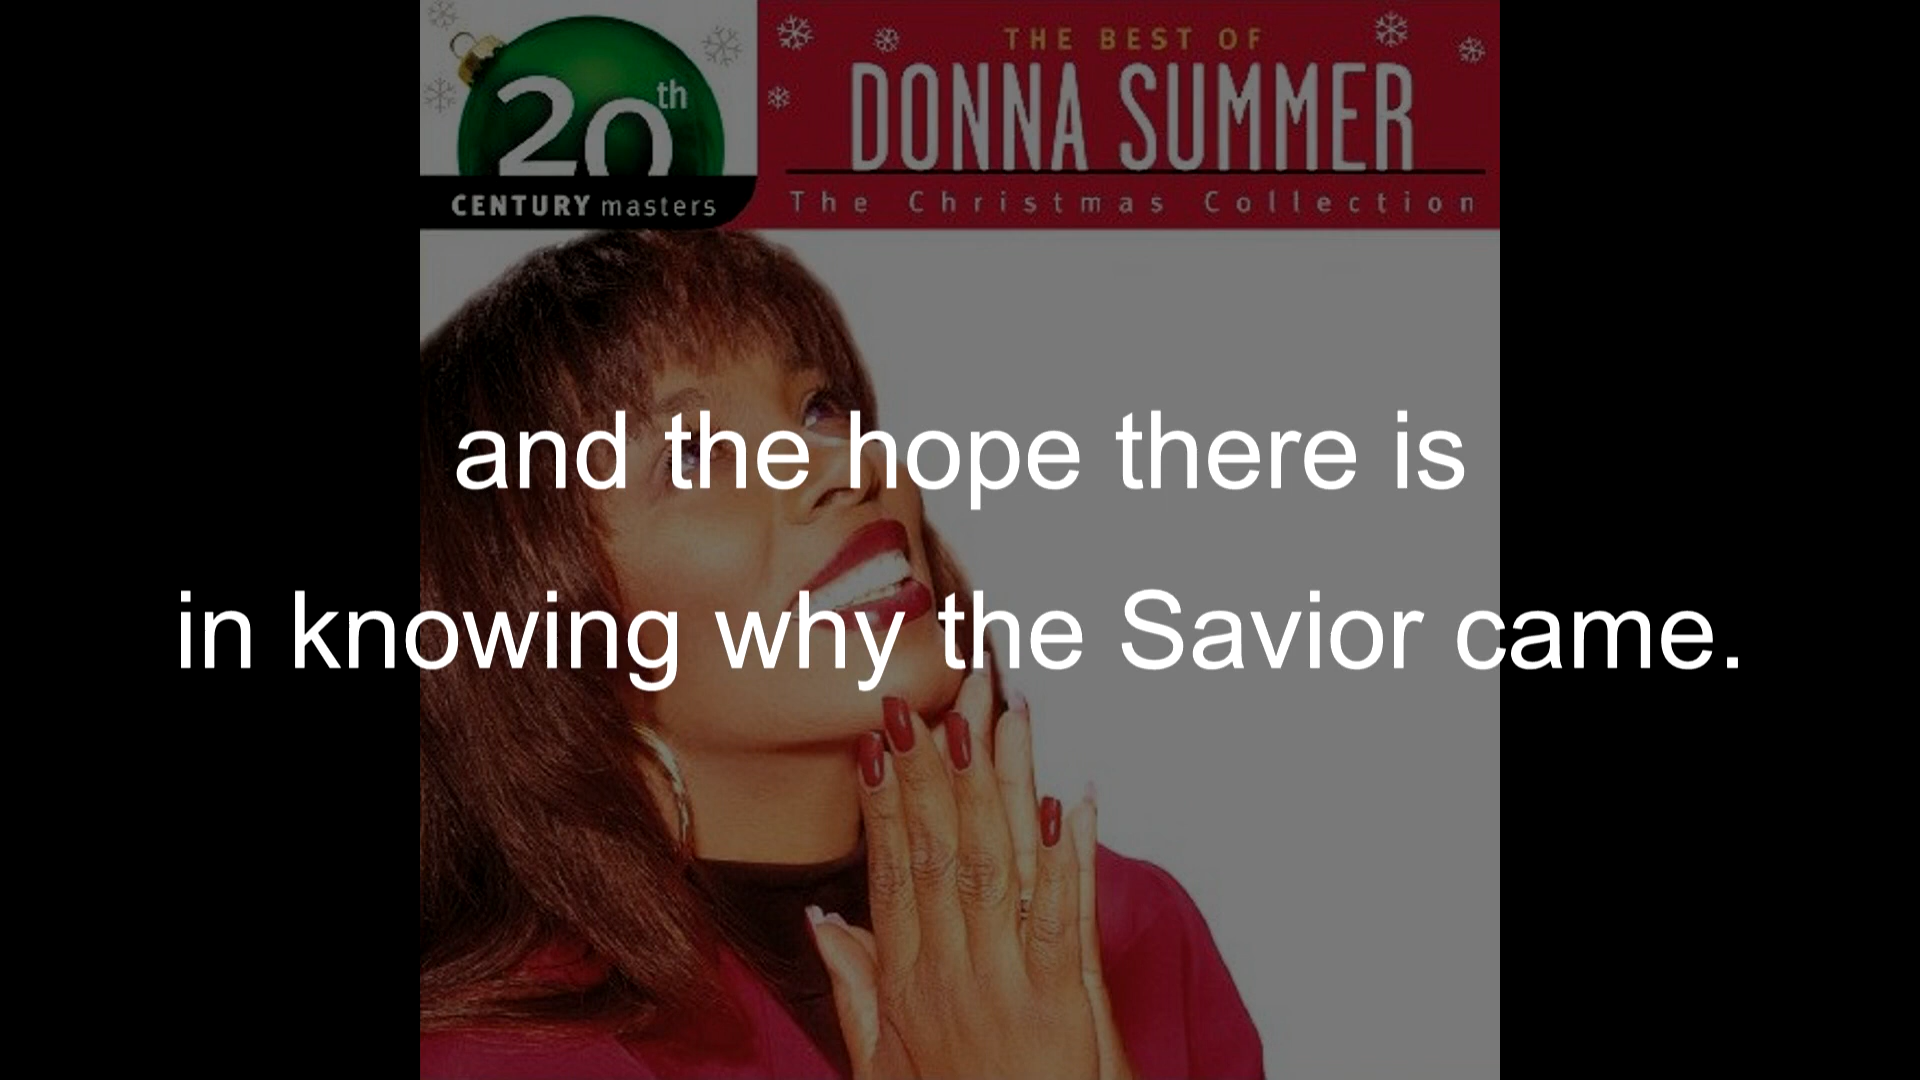 20th
CENTURY masters
THE BEST OF
DONNA SUMMER
The Christmas Collection
and the hope there is
in knowing why the Savior came.